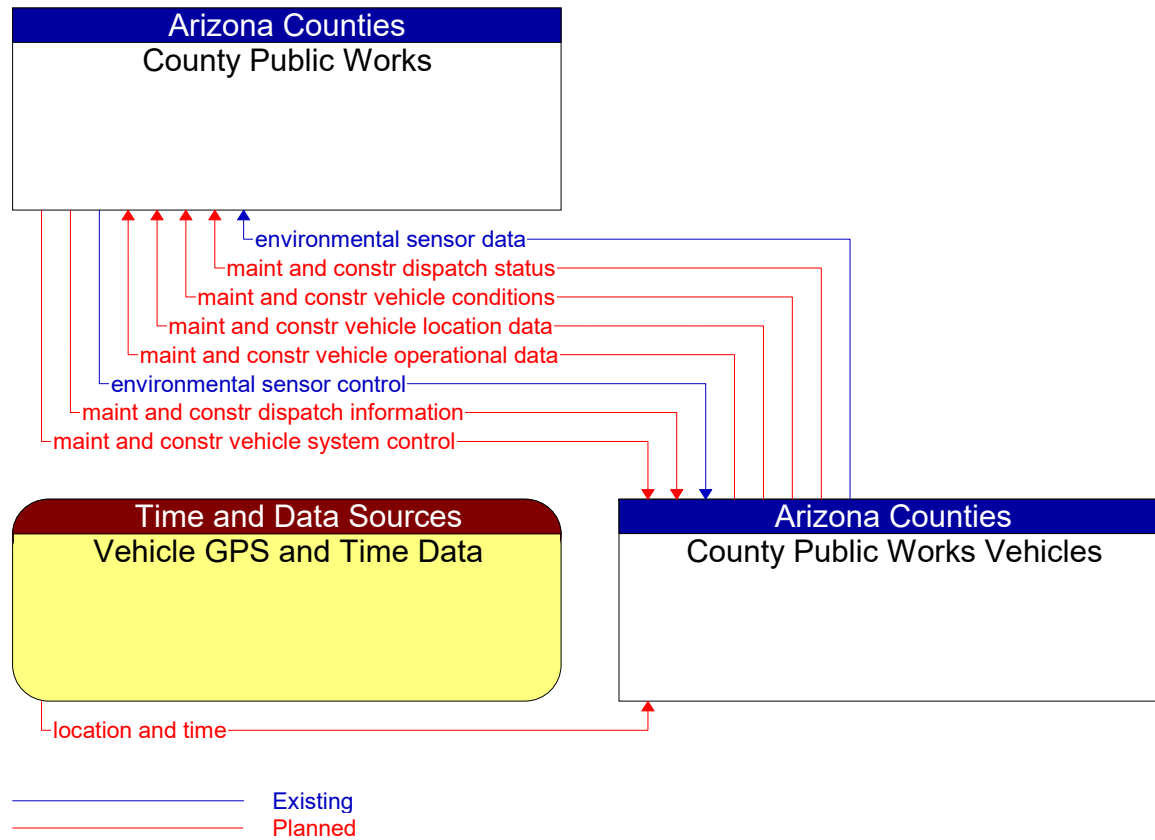 Arizona Counties
County Public Works
environmental sensor data
maint and constr dispatch status
maint and constr vehicle conditions
maint and constr vehicle location data
maint and constr vehicle operational data
environmental sensor control
maint and constr dispatch information
maint and constr vehicle system control
Time and Data Sources
Vehicle GPS and Time Data
Arizona Counties
County Public Works Vehicles
location and time
Existing
Planned